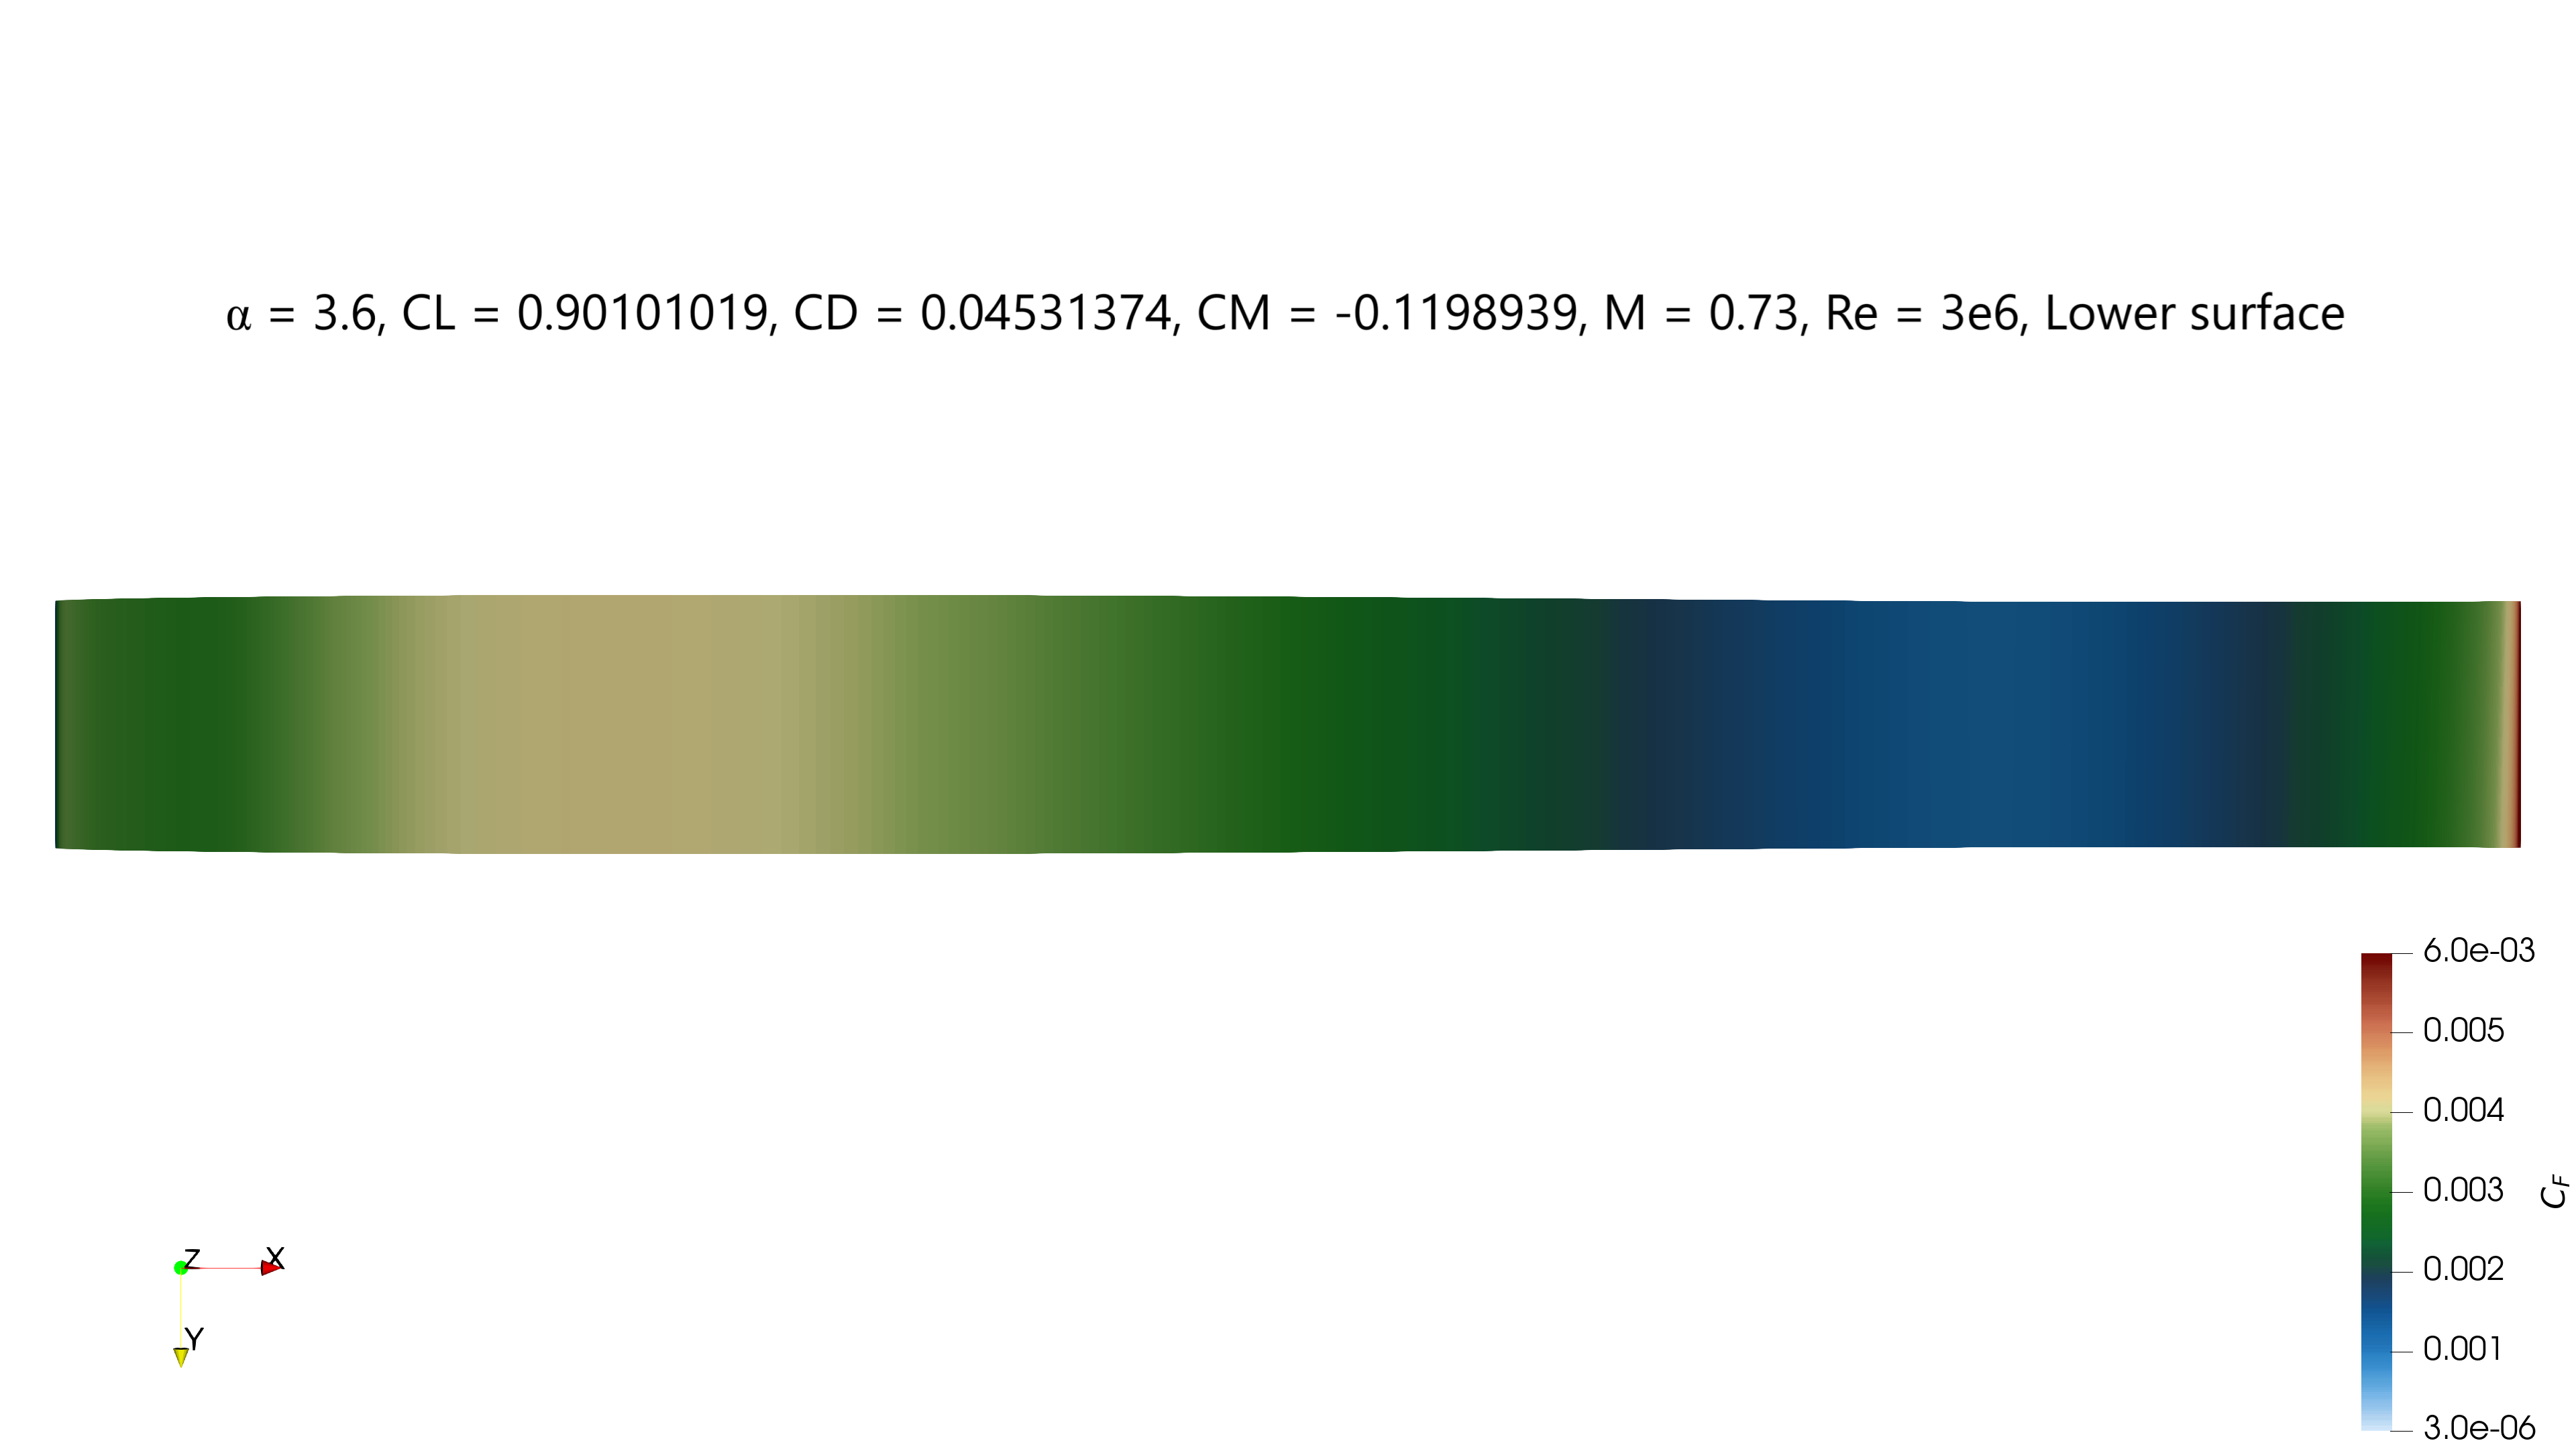 α = 3.6, CL = 0.90101019, CD = 0.04531374, CM = -0.1198939, M = 0.73, Re = 3e6, Lower surface
6.0e-03
0.005
0.004
0.003
0.002
0.001
3.0e-06
C_F
Z
X
Y